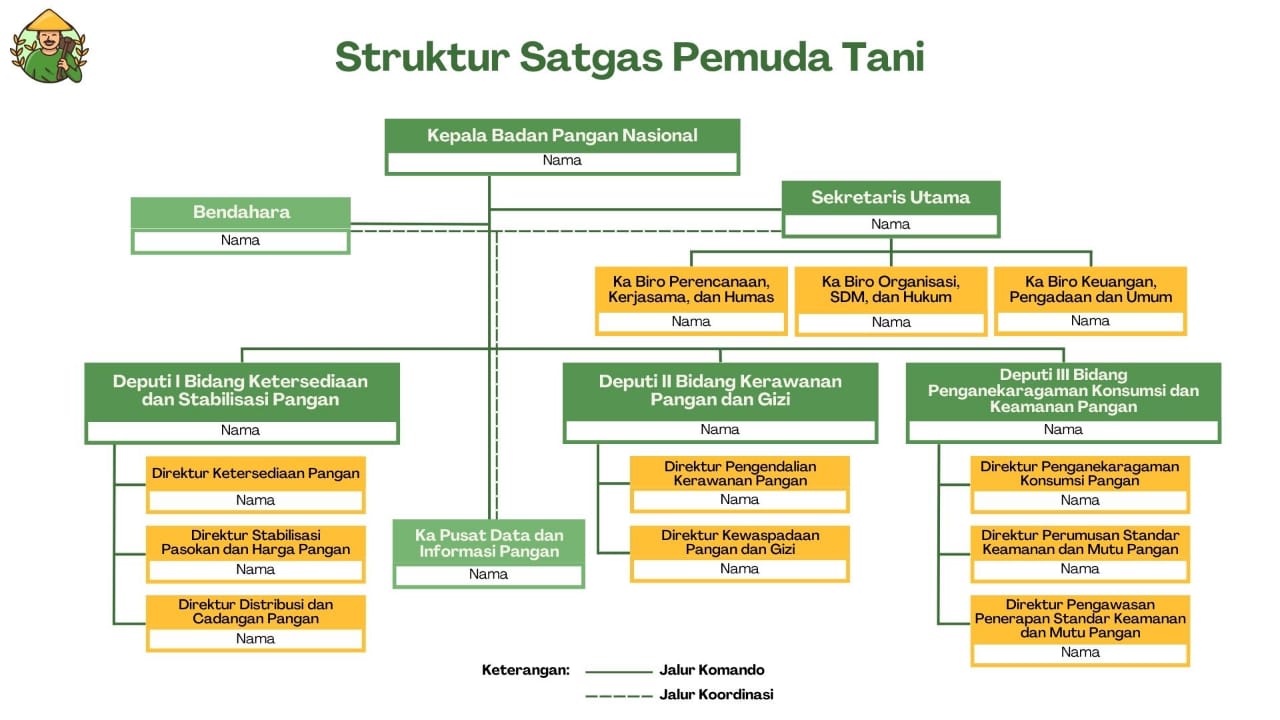 Struktur Satgas Pemuda Tani
Kepala Badan Pangan Nasional
Nama
Bendahara
Nama
Sekretaris Utama
Nama
Ka Biro Perencanaan,
Kerjasama, dan Humas
Nama
Ka Biro Organisasi,
SDM, dan Hukum
Nama
Ka Biro Keuangan,
Pengadaan dan Umum
Nama
Deputi I Bidang Ketersediaan
dan Stabilisasi Pangan
Nama
Direktur Ketersediaan Pangan
Nama
Direktur Stabilisasi
Pasokan dan Harga Pangan
Nama
Direktur Distribusi dan
Cadangan Pangan
Nama
Ka Pusat Data dan
Informasi Pangan
Nama
Deputi II Bidang Kerawanan
Pangan dan Gizi
Nama
Direktur Pengendalian
Kerawanan Pangan
Nama
Direktur Kewaspadaan
Pangan dan Gizi
Nama
Deputi III Bidang
Penganekaragaman Konsumsi dan
Keamanan Pangan
Nama
Direktur Penganekaragaman
Konsumsi Pangan
Nama
Direktur Perumusan Standar
Keamanan dan Mutu Pangan
Nama
Direktur Pengawasan
Penerapan Standar Keamanan
dan Mutu Pangan
Nama
Keterangan:
Jalur Komando
Jalur Koordinasi